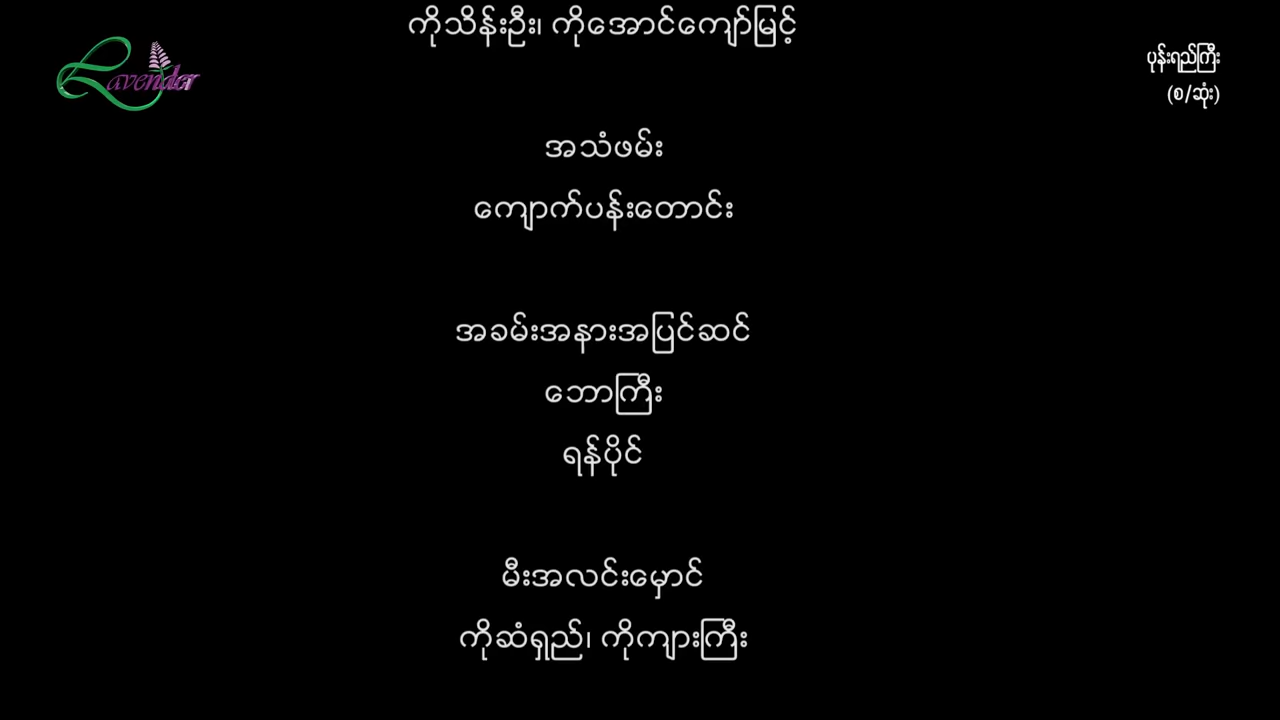 ကိုသိန်းဦး၊ ကိုအောင်ကျော်မြင့်
Lavender
ပုန်းရည်ကြီး
(စ/ဆုံး)
အသံဖမ်း
ကျောက်ပန်းတောင်း
အခမ်းအနားအပြင်ဆင်
ဘောကြီး
ရန်ပိုင်
မီးအလင်းမှောင်
ကိုဆံရှည်၊ ကိုကျားကြီး